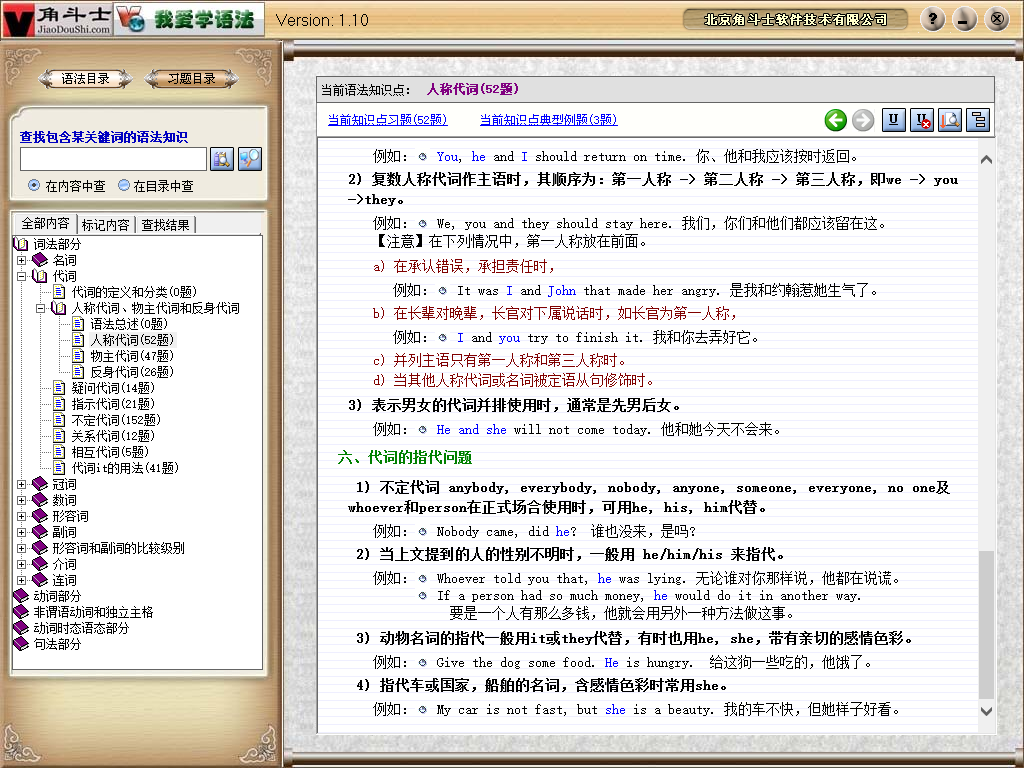 角斗士
JiaoDouShi.com
我爱学语法
Version: 1.10
北京角斗士软件技术有限公司
?
语法目录
习题目录
查找包含某关键词的语法知识
在内容中查
在目录中查
全部内容
标记内容
查找结果
词法部分
名词
代词
代词的定义和分类(0题)
人称代词、物主代词和反身代词
语法总述(0题)
人称代词(52题)
物主代词(47题)
反身代词(26题)
疑问代词(14题)
指示代词(21题)
不定代词(152题)
关系代词(12题)
相互代词(5题)
代词it的用法(41题)
冠词
数词
形容词
副词
形容词和副词的比较级别
介词
连词
动词部分
非谓语动词和独立主格
动词时态语态部分
句法部分
当前语法知识点: 人称代词(52题)
当前知识点习题(52题) 当前知识点典型例题(3题)
例如: You, he and I should return on time. 你、他和我应该按时返回。
2) 复数人称代词作主语时，其顺序为: 第一人称 -> 第二人称 -> 第三人称，即we -> you
->they。
例如: We, you and they should stay here. 我们，你们和他们都应该留在这。
【注意】在下列情况中，第一人称放在前面。
a) 在承认错误，承担责任时，
例如: It was I and John that made her angry. 是我和约翰惹她生气了。
b) 在长辈对晚辈，长官对下属说话时，如长官为第一人称，
例如: I and you try to finish it. 我和你去弄好它。
c) 并列主语只有第一人称和第三人称时。
d) 当其他人称代词或名词被定语从句修饰时。
3) 表示男女的代词并排使用时，通常是先男后女。
例如: He and she will not come today. 他和她今天不会来。
六、代词的指代问题
1) 不定代词 anybody, everybody, nobody, anyone, someone, everyone, no one及
whoever和person在正式场合使用时，可用he, his, him代替。
例如: Nobody came, did he? 谁也没来，是吗?
2) 当上文提到的人的性别不明时，一般用 he/him/his 来指代。
例如: Whoever told you that, he was lying. 无论谁对你那样说，他都在说谎。
If a person had so much money, he would do it in another way.
要是一个人有那么多钱，他就会用另外一种方法做这事。
3) 动物名词的指代一般用it或they代替，有时也用he, she，带有亲切的感情色彩。
例如: Give the dog some food. He is hungry. 给这狗一些吃的，他饿了。
4) 指代车或国家，船舶的名词，含感情色彩时常用she。
例如: My car is not fast, but she is a beauty. 我的车不快，但她样子好看。